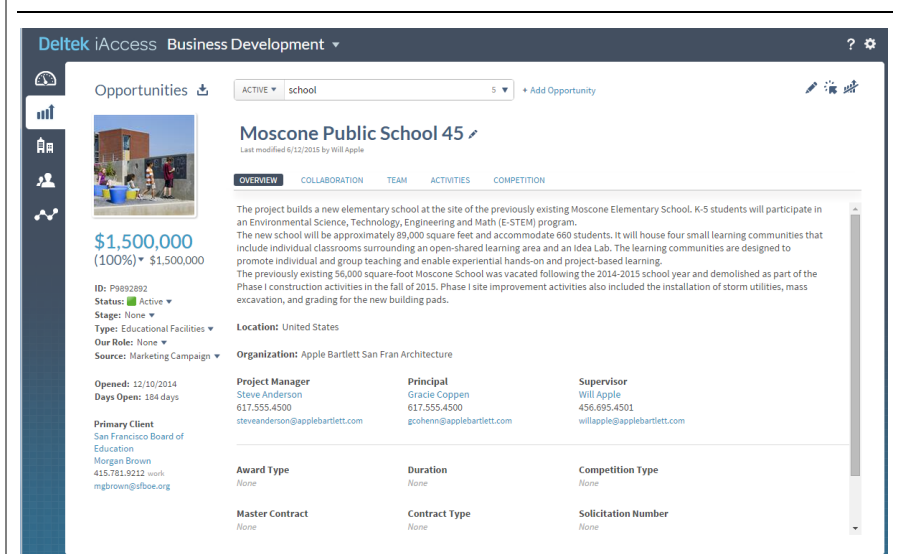 Deltek iAccess Business Development
?
Opportunities
ACTIVE school 5
+ Add Opportunity
Moscone Public School 45
Last modified 6/12/2015 by Will Apple
OVERVIEW COLLABORATION TEAM ACTIVITIES COMPETITION
The project builds a new elementary school at the site of the previously existing Moscone Elementary School. K-5 students will participate in
an Environmental Science, Technology, Engineering and Math (E-STEM) program.
The new school will be approximately 89,000 square feet and accommodate 660 students. It will house four small learning communities that
include individual classrooms surrounding an open-shared learning area and an Idea Lab. The learning communities are designed to
promote individual and group teaching and enable experiential hands-on and project-based learning.
The previously existing 56,000 square-foot Moscone School was vacated following the 2014-2015 school year and demolished as part of the
Phase I construction activities in the fall of 2015. Phase I site improvement activities also included the installation of storm utilities, mass
excavation, and grading for the new building pads.
Location: United States
Organization: Apple Bartlett San Fran Architecture
Project Manager Principal Supervisor
Steve Anderson Gracie Coppen Will Apple
617.555.4500 617.555.4500 456.695.4501
steveanderson@applebartlett.com gcohenn@applebartlett.com willapple@applebartlett.com
Award Type Duration Competition Type
None None None
Master Contract Contract Type Solicitation Number
None None None
$1,500,000
(100%) $1,500,000
ID: P9892892
Status: Active
Stage: None
Type: Educational Facilities
Our Role: None
Source: Marketing Campaign
Opened: 12/10/2014
Days Open: 184 days
Primary Client
San Francisco Board of
Education
Morgan Brown
415.781.9212 work
mgbrown@sfboe.org